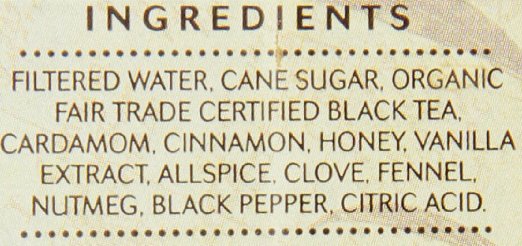 INGREDIENTS
FILTERED WATER, CANE SUGAR, ORGANIC
FAIR TRADE CERTIFIED BLACK TEA,
CARDAMOM, CINNAMON, HONEY, VANILLA
EXTRACT, ALLSPICE, CLOVE, FENNEL,
NUTMEG, BLACK PEPPER, CITRIC ACID.